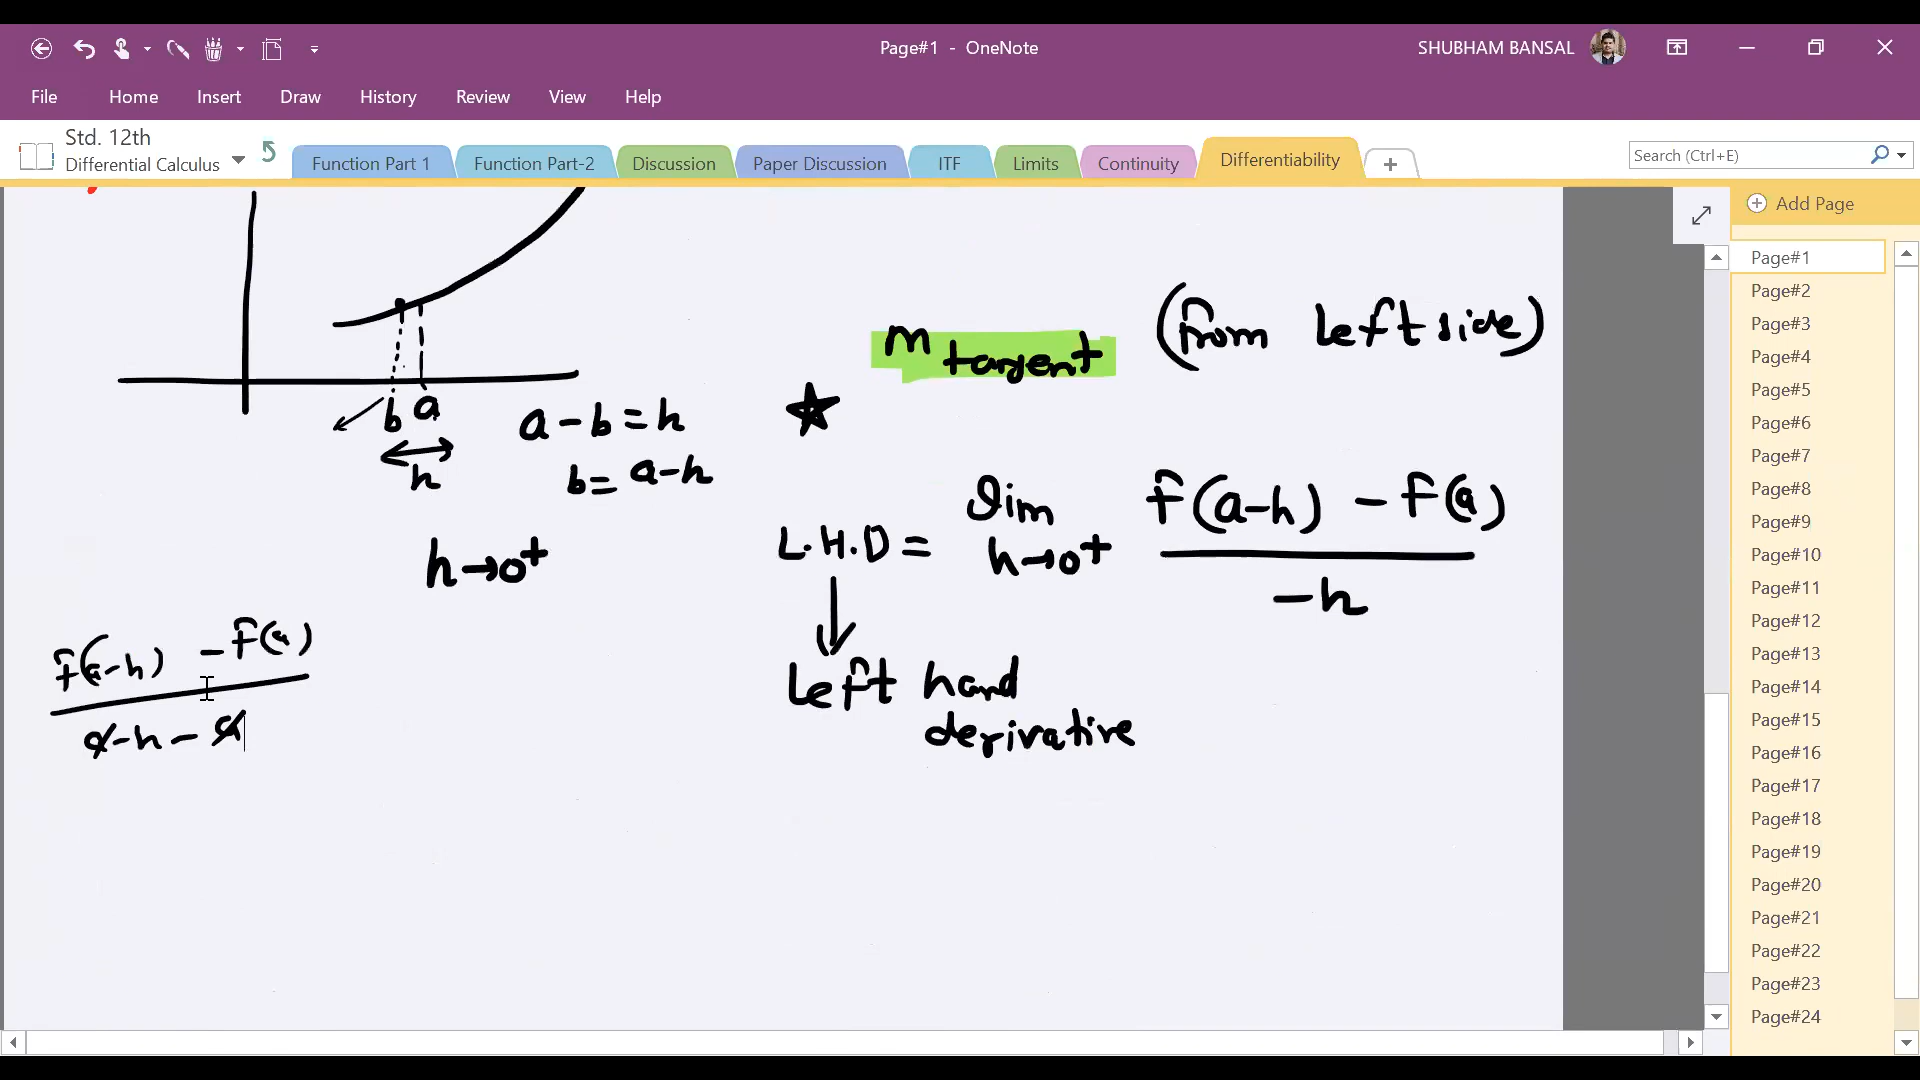 Page#1 - OneNote
SHUBHAM BANSAL
File Home Insert Draw History Review View Help
Std. 12th
Differential Calculus
Function Part 1
Function Part-2
Discussion
Paper Discussion
ITF
Limits
Continuity
Differentiability
Search (Ctrl+E)
Add Page
Page#1
Page#2
Page#3
Page#4
Page#5
Page#6
Page#7
Page#8
Page#9
Page#10
Page#11
Page#12
Page#13
Page#14
Page#15
Page#16
Page#17
Page#18
Page#19
Page#20
Page#21
Page#22
Page#23
Page#24
m tangent (from left side)
b a
h
a - b = h
b = a - h
h → 0⁺
L.H.D = lim h → 0⁺ f(a-h) - f(a)
-h
Left hand
derivative
f(a-h) - f(a)
a - h - a